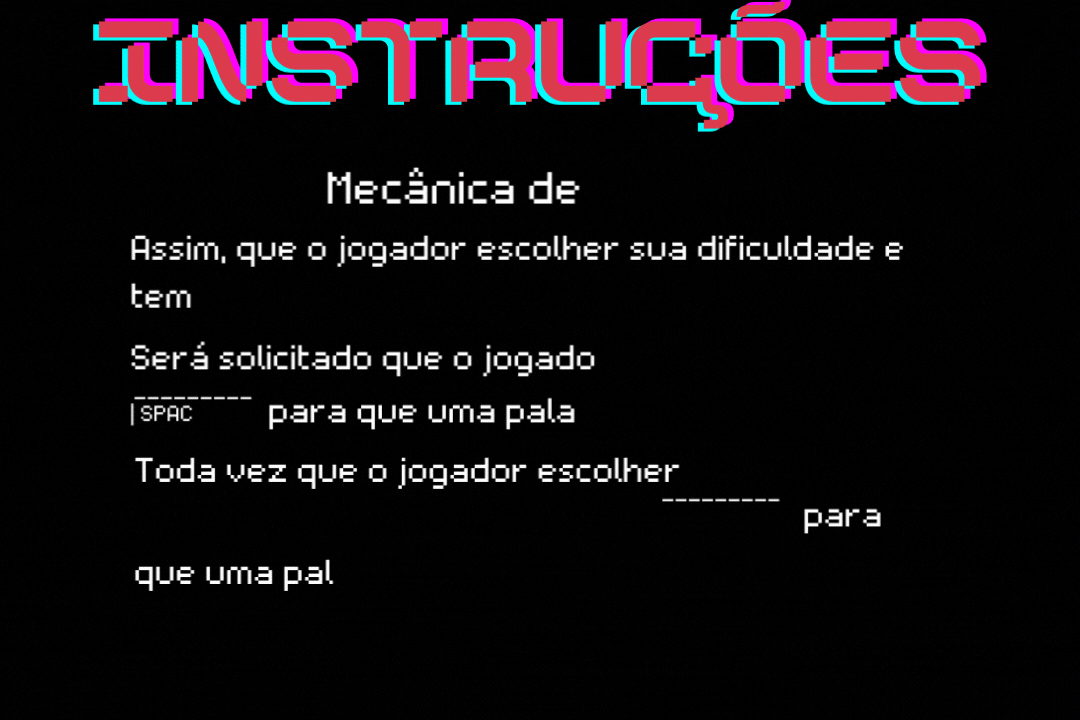 INSTRUÇÕES
Mecânica de
Assim, que o jogador escolher sua dificuldade e
tem
Será solicitado que o jogado
---------
|SPAC para que uma pala
Toda vez que o jogador escolher
---------
para
que uma pal